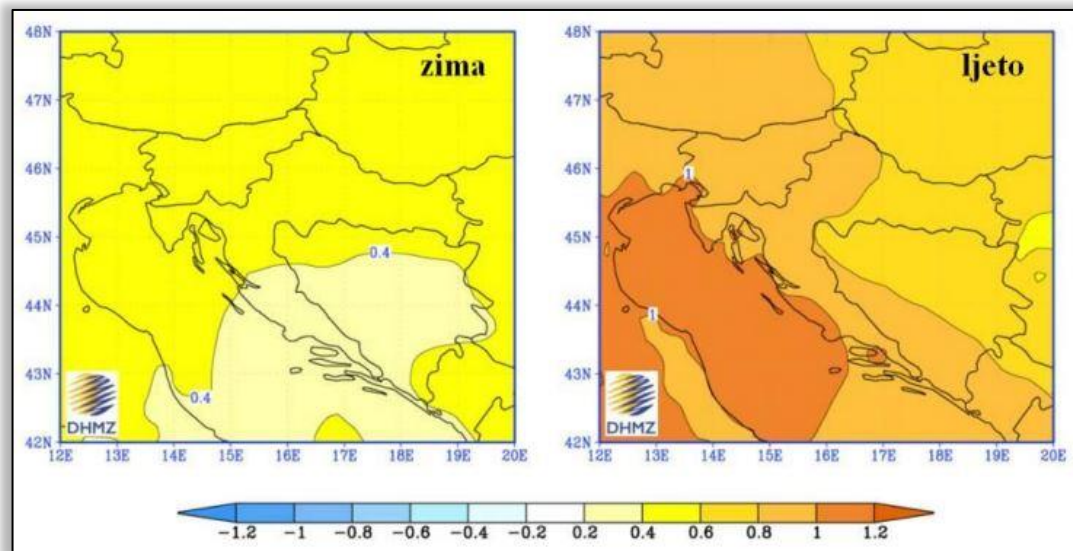 zima
ljeto
48N
47N
46N
45N
44N
43N
42N
12E 13E 14E 15E 16E 17E 18E 19E 20E
0.4
0.4
DHMZ
48N
47N
46N
45N
44N
43N
42N
12E 13E 14E 15E 16E 17E 18E 19E 20E
1
1
DHMZ
-1.2 -1 -0.8 -0.6 -0.4 -0.2 0.2 0.4 0.6 0.8 1 1.2